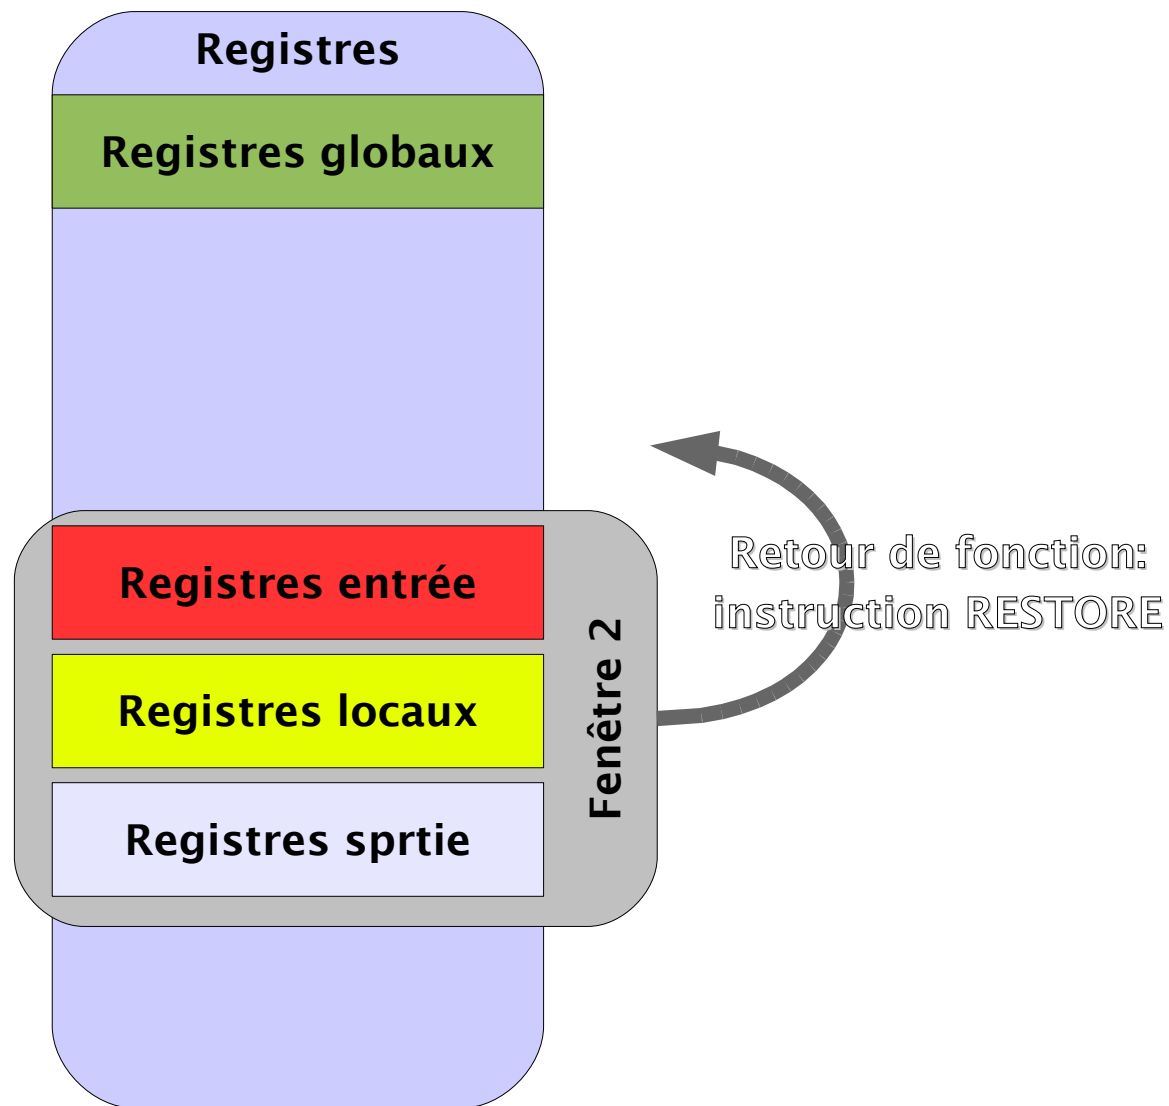 Registres
Registres globaux
Registres entrée
Registres locaux
Registres sprtie
Fenêtre 2
Retour de fonction:
instruction RESTORE